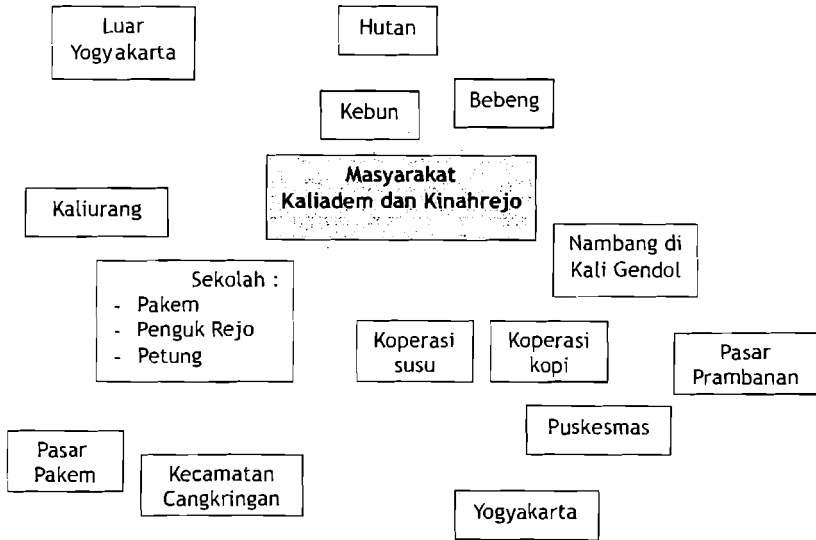 Luar
Yogyakarta
Hutan
Kebun
Bebeng
Masyarakat
Kaliadem dan Kinahrejo
Kaliurang
Nambang di
Kali Gendol
Sekolah :
- Pakem
- Penguk Rejo
- Petung
Koperasi
susu
Koperasi
kopi
Pasar
Prambanan
Puskesmas
Pasar
Pakem
Kecamatan
Cangkringan
Yogyakarta